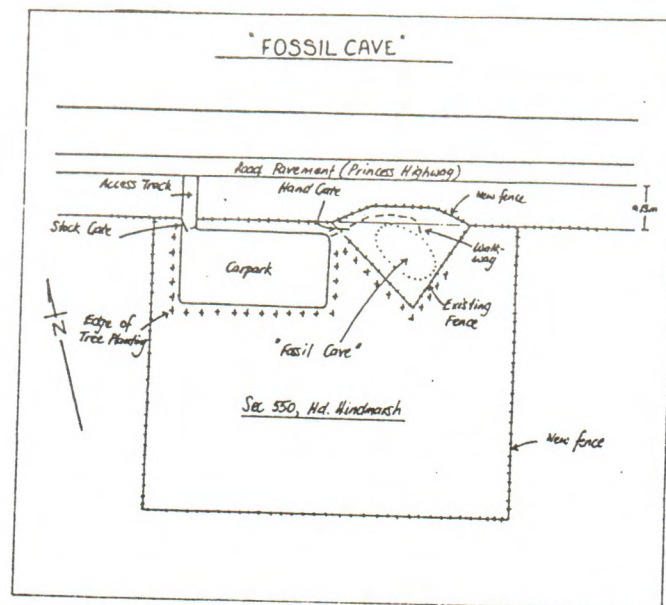 "FOSSIL CAVE"
Road Pavement (Princess Highway)
Access Track
Hand Gate
New fence
Stock Gate
Walk-
way
Carpark
Existing
Fence
Edge of
Tree Planting
"Fossil Cave"
N
Sec 550, Hd. Hindmarsh
New fence